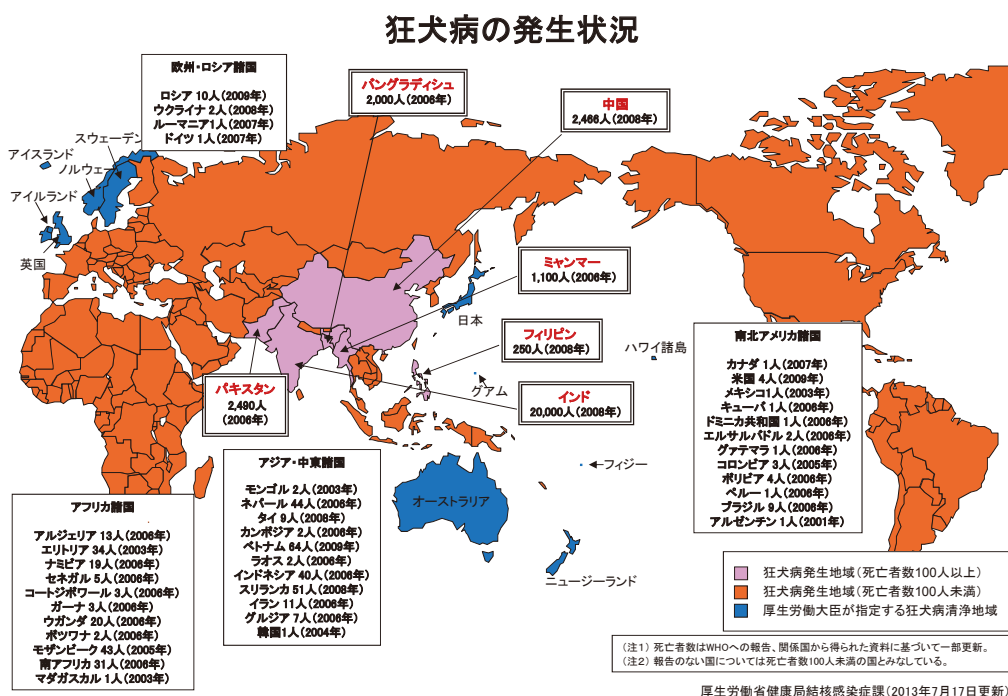 狂犬病の発生状況
欧州・ロシア諸国
ロシア 10人(2009年)
ウクライナ 2人(2008年)
ルーマニア1人(2007年)
ドイツ 1人(2007年)
バングラディシュ
2,000人(2006年)
中国
2,466人(2008年)
スウェーデン
アイスランド
ノルウェー
アイルランド
英国
ミャンマー
1,100人(2006年)
日本
フィリピン
250人(2008年)
ハワイ諸島
グアム
パキスタン
2,490人
(2006年)
インド
20,000人(2008年)
南北アメリカ諸国
カナダ 1人(2007年)
米国 4人(2009年)
メキシコ1人(2003年)
キューバ 1人(2006年)
ドミニカ共和国 1人(2006年)
エルサルバドル 2人(2006年)
グァテマラ 1人(2006年)
コロンビア 3人(2005年)
ボリビア 4人(2006年)
ペルー 1人(2006年)
ブラジル 9人(2006年)
アルゼンチン 1人(2001年)
アジア・中東諸国
モンゴル 2人(2003年)
ネパール 44人(2006年)
タイ 9人(2008年)
カンボジア 2人(2006年)
ベトナム 64人(2009年)
ラオス 2人(2006年)
インドネシア 40人(2006年)
スリランカ 51人(2008年)
イラン 11人(2006年)
グルジア 7人(2006年)
韓国1人(2004年)
フィジー
オーストラリア
ニュージーランド
アフリカ諸国
アルジェリア 13人(2006年)
エリトリア 34人(2003年)
ナミビア 19人(2006年)
セネガル 5人(2006年)
コートジボワール 3人(2006年)
ガーナ 3人(2006年)
ウガンダ 20人(2006年)
ボツワナ 2人(2006年)
モザンビーク 43人(2005年)
南アフリカ 31人(2006年)
マダガスカル 1人(2003年)
狂犬病発生地域(死亡者数100人以上)
狂犬病発生地域(死亡者数100人未満)
厚生労働大臣が指定する狂犬病清浄地域
(注1) 死亡者数はWHOへの報告、関係国から得られた資料に基づいて一部更新。
(注2) 報告のない国については死亡者数100人未満の国とみなしている。
厚生労働省健康局結核感染症課(2013年7月17日更新)